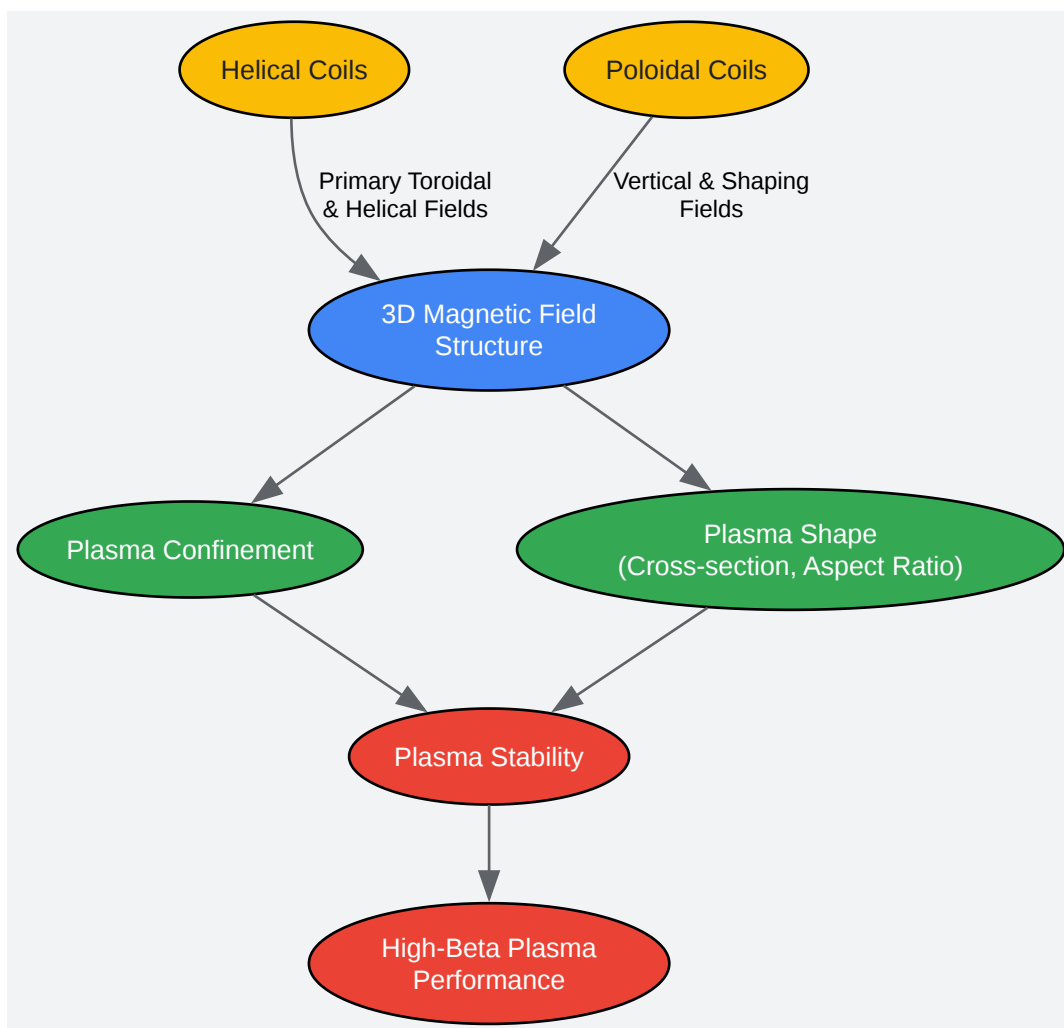 Helical Coils
Poloidal Coils
Primary Toroidal
& Helical Fields
Vertical & Shaping
Fields
3D Magnetic Field
Structure
Plasma Confinement
Plasma Shape
(Cross-section, Aspect Ratio)
Plasma Stability
High-Beta Plasma
Performance